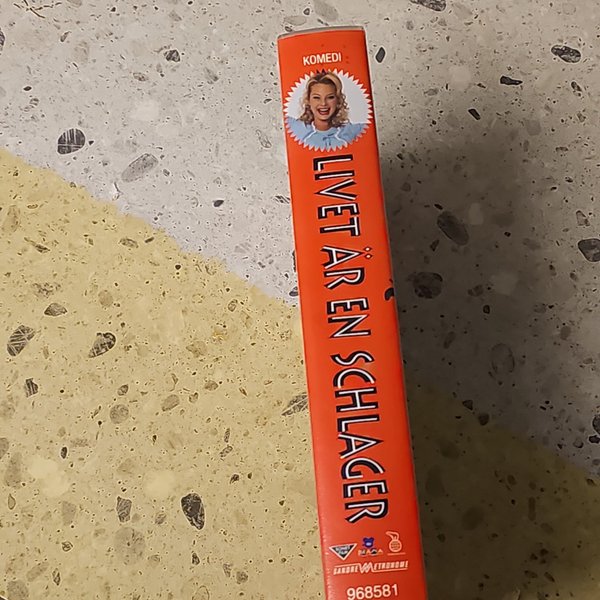 KOMEDI
LIVET ÄR EN SCHLAGER
SANDREW METRONOME
968581